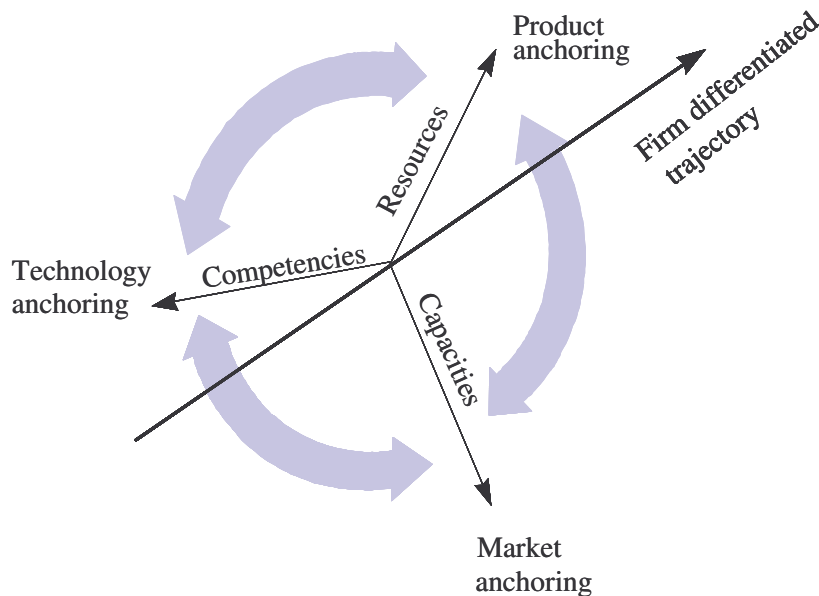 Product
anchoring
Firm differentiated
trajectory
Resources
Technology
anchoring
Competencies
Capacities
Market
anchoring